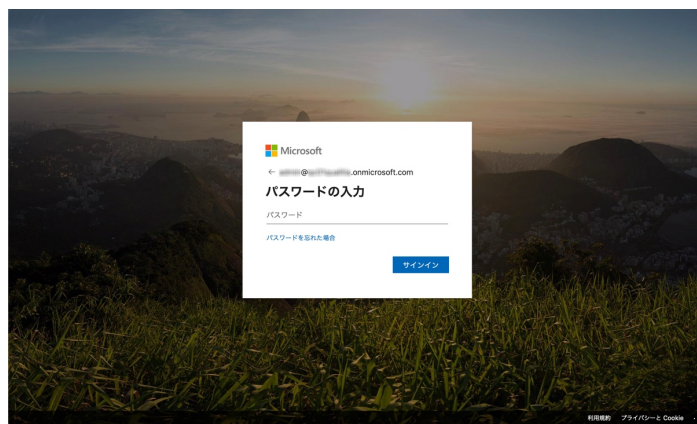 Microsoft
← @ .onmicrosoft.com
パスワードの入力
パスワード
パスワードを忘れた場合
サインイン
利用規約 プライバシーと Cookie